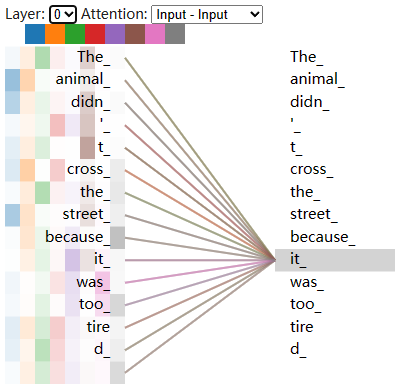 Layer: 0 Attention: Input - Input
The_ The_
animal_ animal_
didn_ didn_
'_ '_
t_ t_
cross_ cross_
the_ the_
street_ street_
because_ because_
it_ it_
was_ was_
too_ too_
tire tire
d_ d_